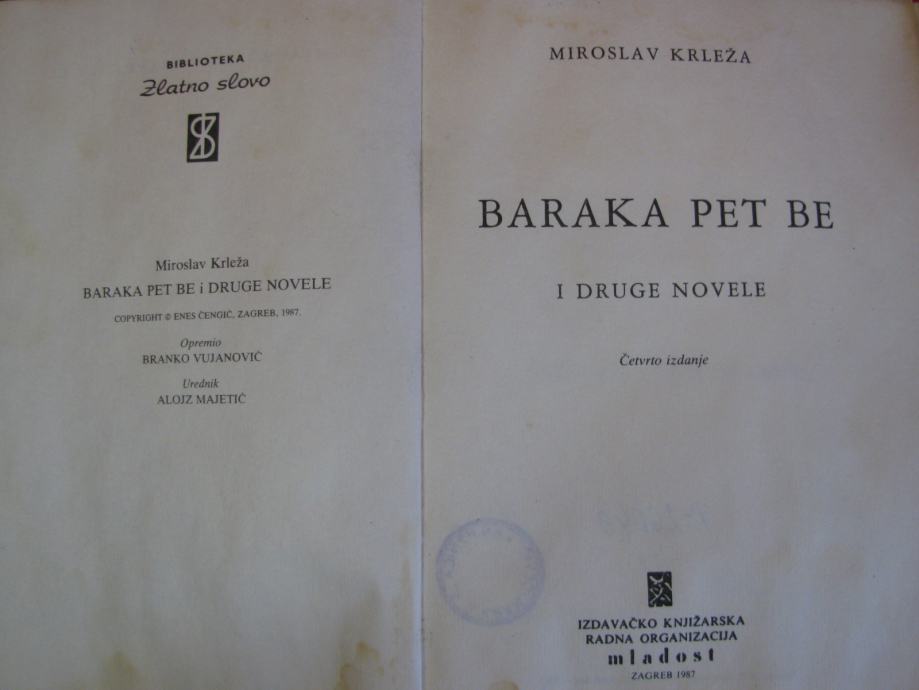 BIBLIOTEKA
Zlatno slovo
Miroslav Krleža
BARAKA PET BE i DRUGE NOVELE
COPYRIGHT © ENES ČENGIĆ, ZAGREB, 1987.
Opremio
BRANKO VUJANOVIĆ
Urednik
ALOJZ MAJETIĆ
MIROSLAV KRLEŽA
BARAKA PET BE
I DRUGE NOVELE
Četvrto izdanje
IZDAVAČKO KNJIŽARSKA
RADNA ORGANIZACIJA
mladost
ZAGREB 1987